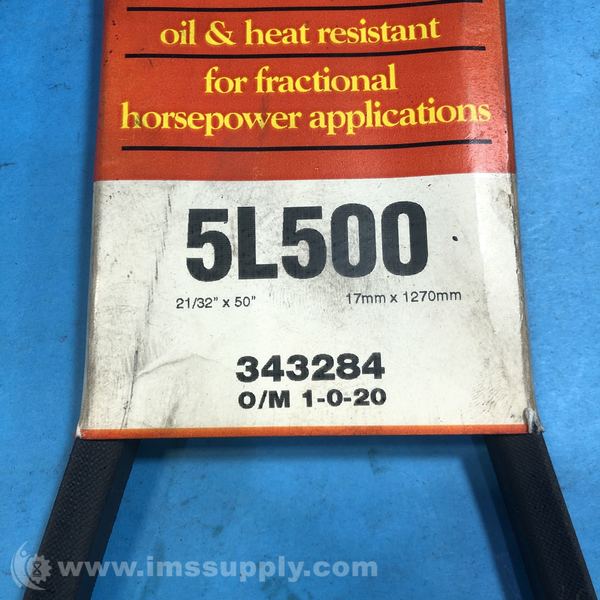 oil & heat resistant
for fractional
horsepower applications
5L500
21/32" x 50" 17mm x 1270mm
343284
O/M 1-0-20
www.imssupply.com